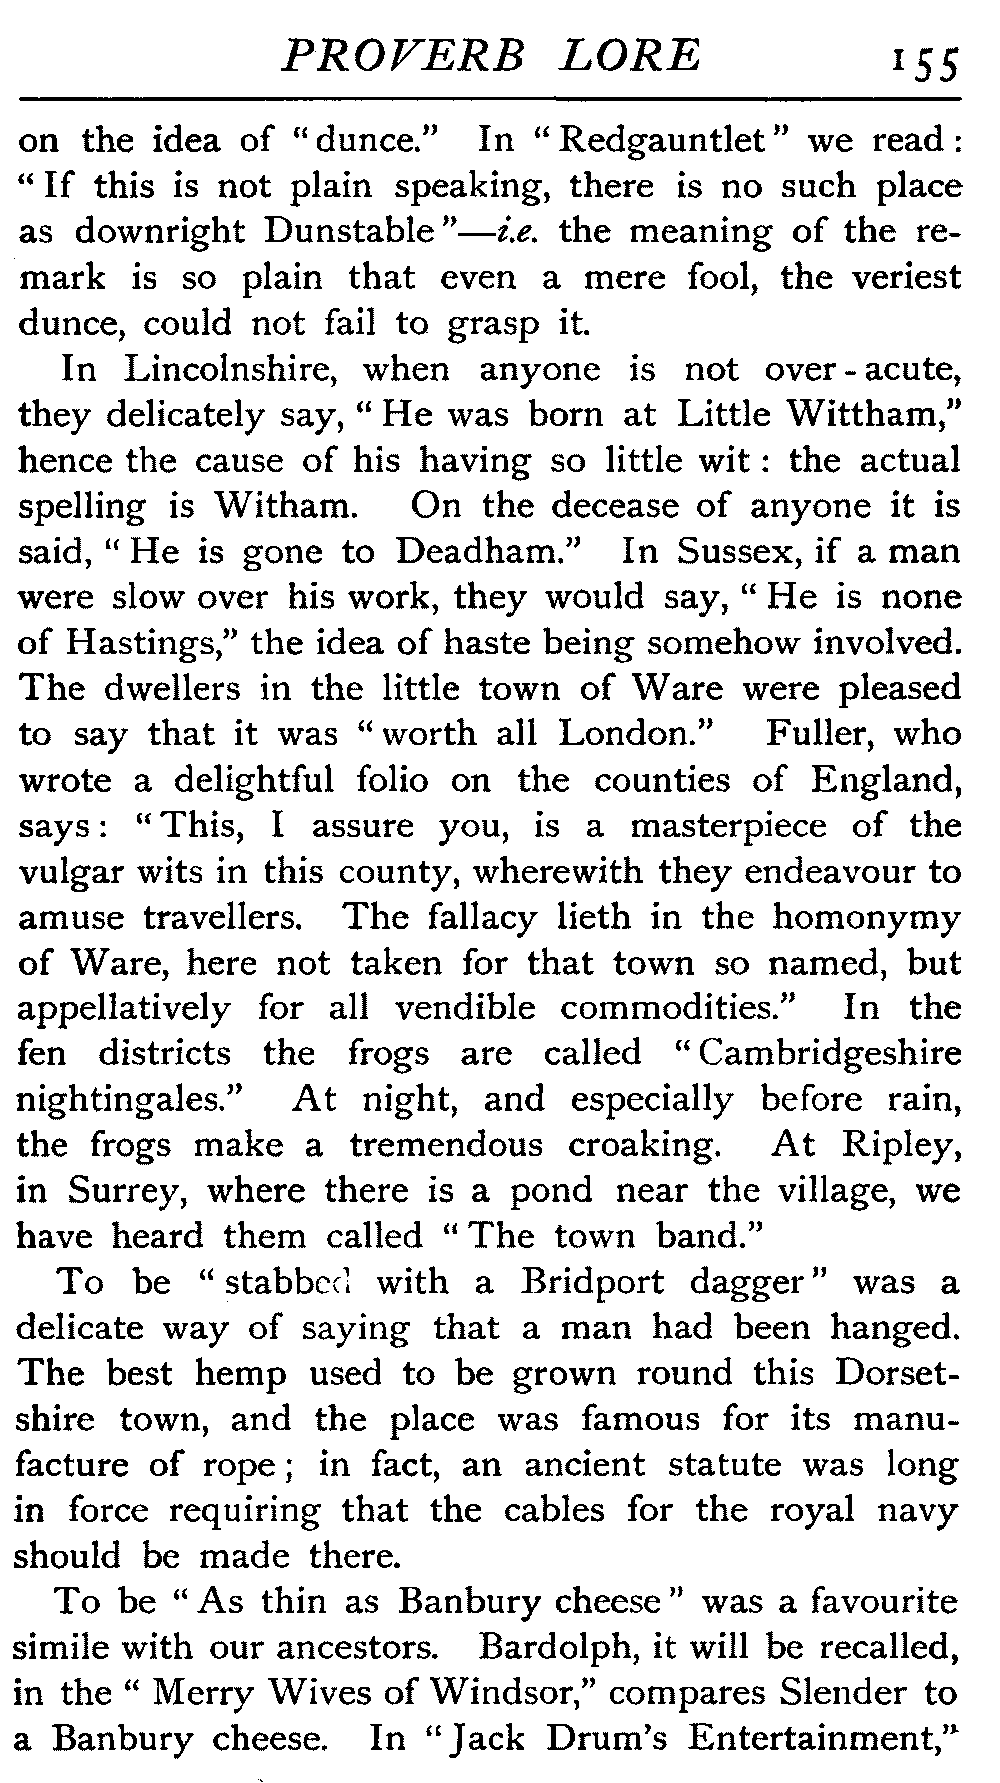 PROVERB LORE 155
on the idea of "dunce." In "Redgauntlet" we read:
"If this is not plain speaking, there is no such place
as downright Dunstable"—i.e. the meaning of the re-
mark is so plain that even a mere fool, the veriest
dunce, could not fail to grasp it.
In Lincolnshire, when anyone is not over-acute,
they delicately say, "He was born at Little Wittham,"
hence the cause of his having so little wit: the actual
spelling is Witham. On the decease of anyone it is
said, "He is gone to Deadham." In Sussex, if a man
were slow over his work, they would say, "He is none
of Hastings," the idea of haste being somehow involved.
The dwellers in the little town of Ware were pleased
to say that it was "worth all London." Fuller, who
wrote a delightful folio on the counties of England,
says: "This, I assure you, is a masterpiece of the
vulgar wits in this county, wherewith they endeavour to
amuse travellers. The fallacy lieth in the homonymy
of Ware, here not taken for that town so named, but
appellatively for all vendible commodities." In the
fen districts the frogs are called "Cambridgeshire
nightingales." At night, and especially before rain,
the frogs make a tremendous croaking. At Ripley,
in Surrey, where there is a pond near the village, we
have heard them called "The town band."
To be "stabbed with a Bridport dagger" was a
delicate way of saying that a man had been hanged.
The best hemp used to be grown round this Dorset-
shire town, and the place was famous for its manu-
facture of rope; in fact, an ancient statute was long
in force requiring that the cables for the royal navy
should be made there.
To be "As thin as Banbury cheese" was a favourite
simile with our ancestors. Bardolph, it will be recalled,
in the "Merry Wives of Windsor," compares Slender to
a Banbury cheese. In "Jack Drum's Entertainment,"